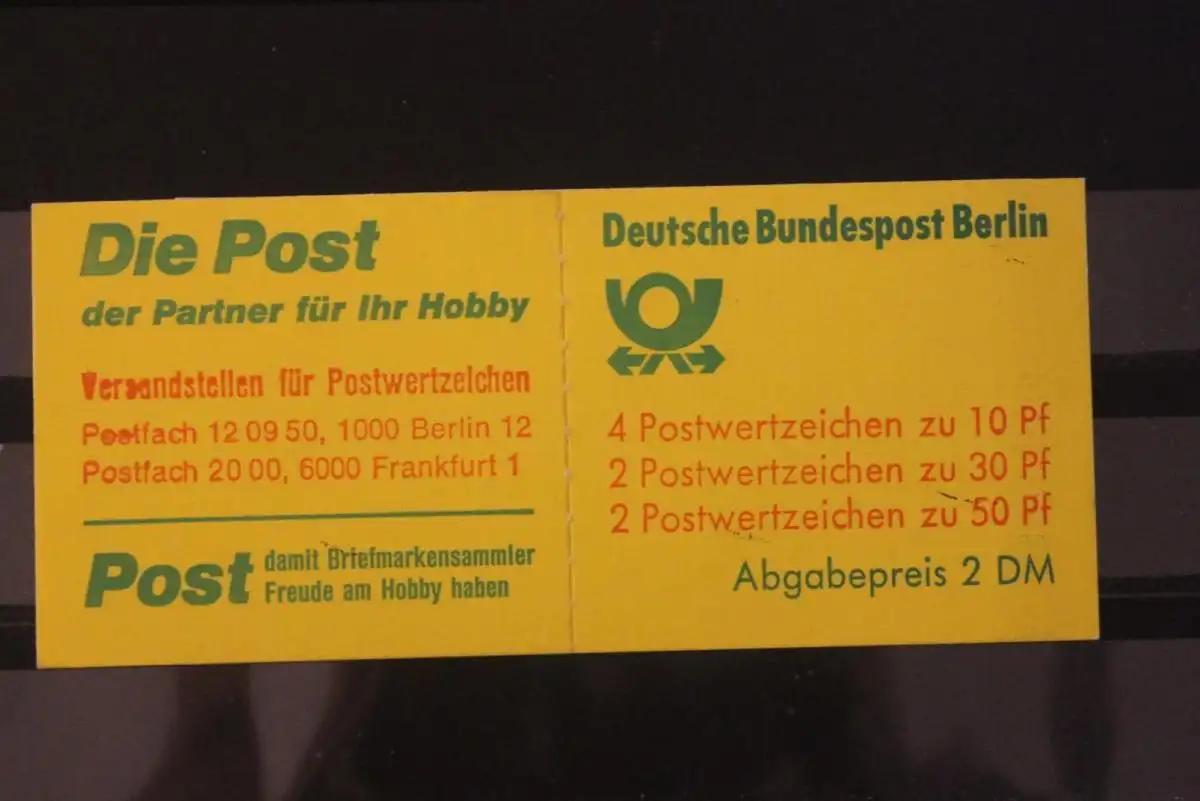 Die Post
der Partner für Ihr Hobby
Versandstellen für Postwertzeichen
Postfach 12 09 50, 1000 Berlin 12
Postfach 20 00, 6000 Frankfurt 1
Post damit Briefmarkensammler
Freude am Hobby haben
Deutsche Bundespost Berlin
4 Postwertzeichen zu 10 Pf
2 Postwertzeichen zu 30 Pf
2 Postwertzeichen zu 50 Pf
Abgabepreis 2 DM